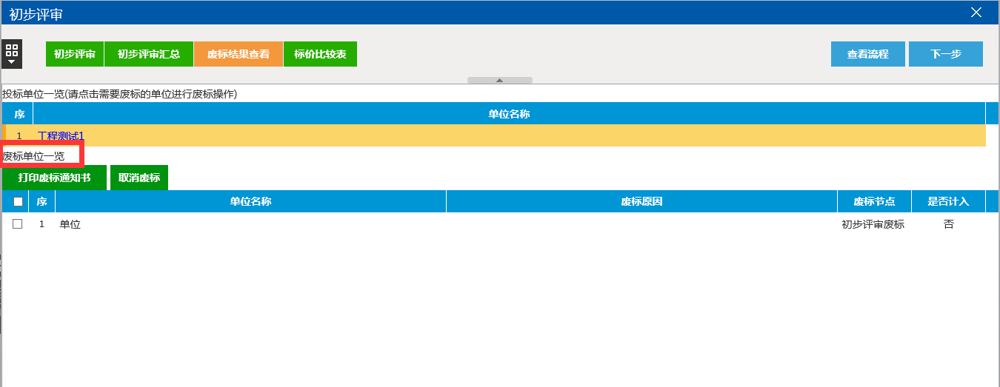 初步评审
初步评审 初步评审汇总 废标结果查看 标价比较表 查看流程 下一步
投标单位一览(请点击需要废标的单位进行废标操作)
序 单位名称
1 工程测试1
废标单位一览
打印废标通知书 取消废标
序 单位名称 废标原因 废标节点 是否计入
1 单位 初步评审废标 否